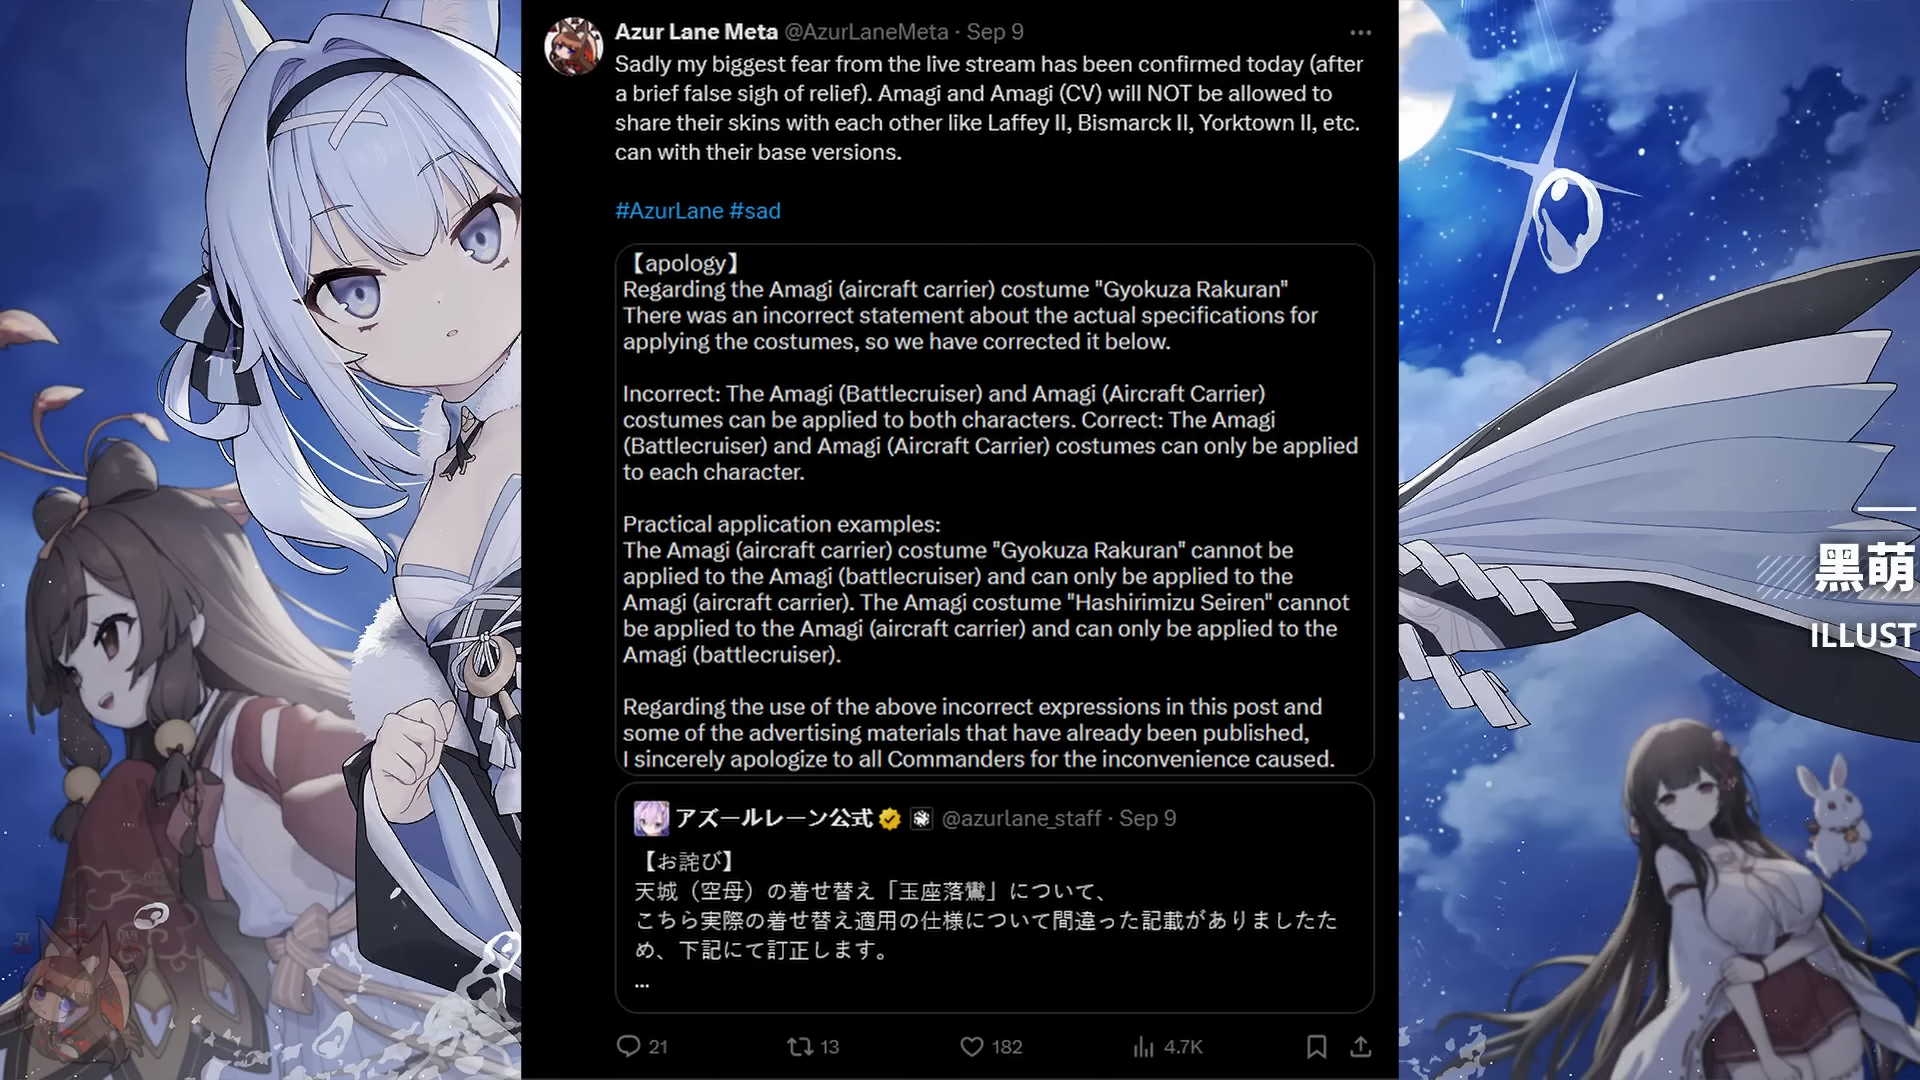 Azur Lane Meta @AzurLaneMeta · Sep 9
Sadly my biggest fear from the live stream has been confirmed today (after
a brief false sigh of relief). Amagi and Amagi (CV) will NOT be allowed to
share their skins with each other like Laffey II, Bismarck II, Yorktown II, etc.
can with their base versions.
#AzurLane #sad
【apology】
Regarding the Amagi (aircraft carrier) costume "Gyokuza Rakuran"
There was an incorrect statement about the actual specifications for
applying the costumes, so we have corrected it below.
Incorrect: The Amagi (Battlecruiser) and Amagi (Aircraft Carrier)
costumes can be applied to both characters. Correct: The Amagi
(Battlecruiser) and Amagi (Aircraft Carrier) costumes can only be applied
to each character.
Practical application examples:
The Amagi (aircraft carrier) costume "Gyokuza Rakuran" cannot be
applied to the Amagi (battlecruiser) and can only be applied to the
Amagi (aircraft carrier). The Amagi costume "Hashirimizu Seiren" cannot
be applied to the Amagi (aircraft carrier) and can only be applied to the
Amagi (battlecruiser).
Regarding the use of the above incorrect expressions in this post and
some of the advertising materials that have already been published,
I sincerely apologize to all Commanders for the inconvenience caused.
アズールレーン公式 @azurlane_staff · Sep 9
【お詫び】
天城（空母）の着せ替え「玉座落鸞」について、
こちら実際の着せ替え適用の仕様について間違った記載がありましたた
め、下記にて訂正します。
...
21 13 182 4.7K
黑萌
ILLUST